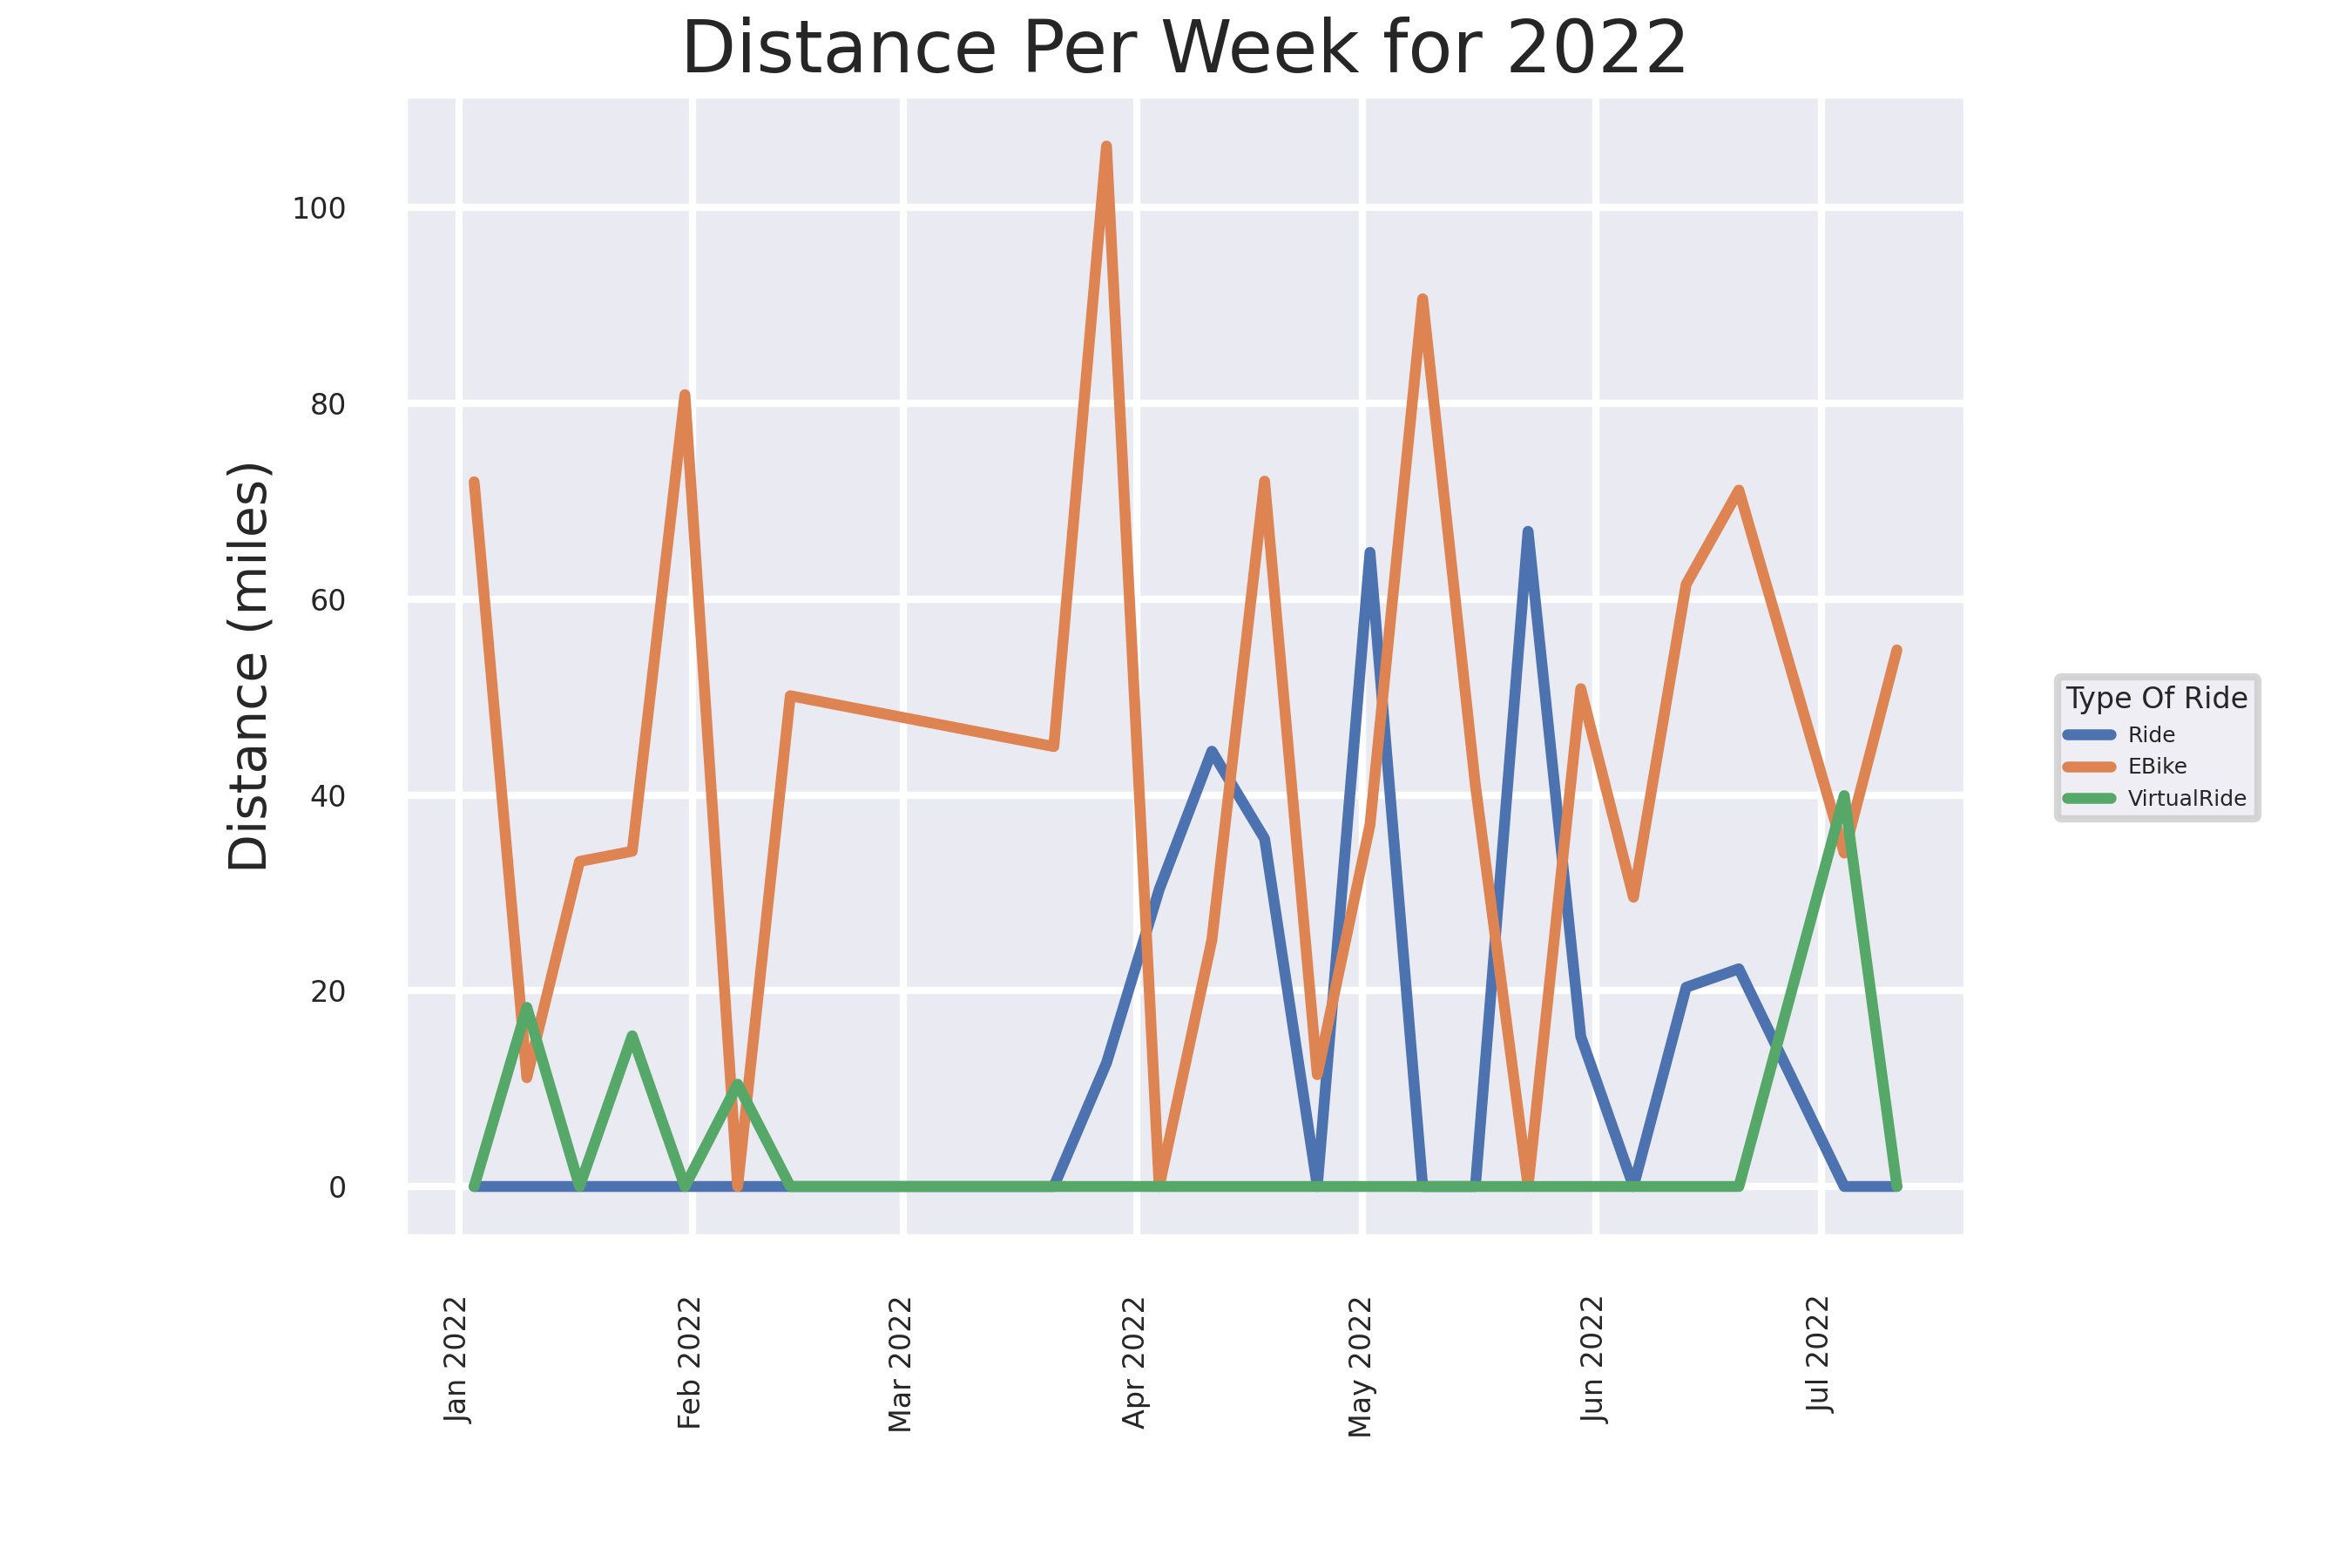 Distance Per Week for 2022
Distance (miles)
100
80
60
40
20
0
Jan 2022
Feb 2022
Mar 2022
Apr 2022
May 2022
Jun 2022
Jul 2022
Type Of Ride
Ride
EBike
VirtualRide